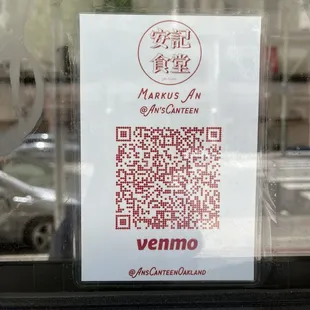 安記
食堂
MARKUS AN
@AN'SCANTEEN
venmo
@ANSCANTEENOAKLAND